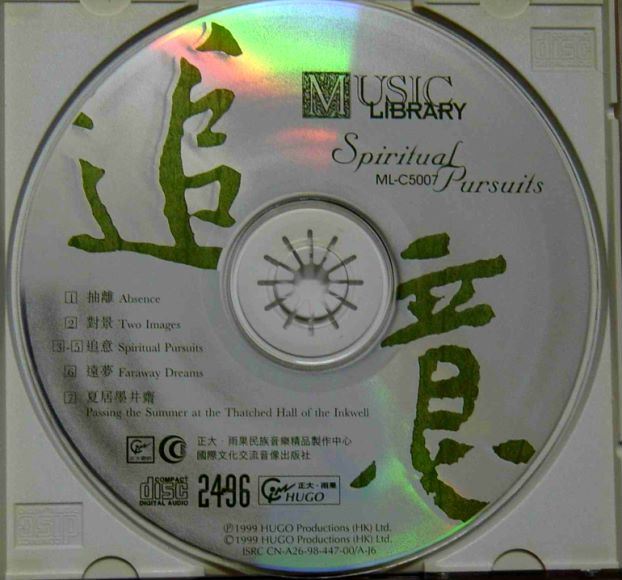 追意
MUSIC
LIBRARY
Spiritual
ML-C5007 Pursuits
1 抽離 Absence
2 對景 Two Images
3-5 追意 Spiritual Pursuits
6 遠夢 Faraway Dreams
7 夏居墨井齋
Passing the Summer at the Thatched Hall of the Inkwell
正大·雨果民族音樂精品製作中心
國際文化交流音像出版社
COMPACT
disc
DIGITAL AUDIO
2496
正大·雨果
HUGO
℗1999 HUGO Productions (HK) Ltd.
©1999 HUGO Productions (HK) Ltd.
ISRC CN-A26-98-447-00/A·J6